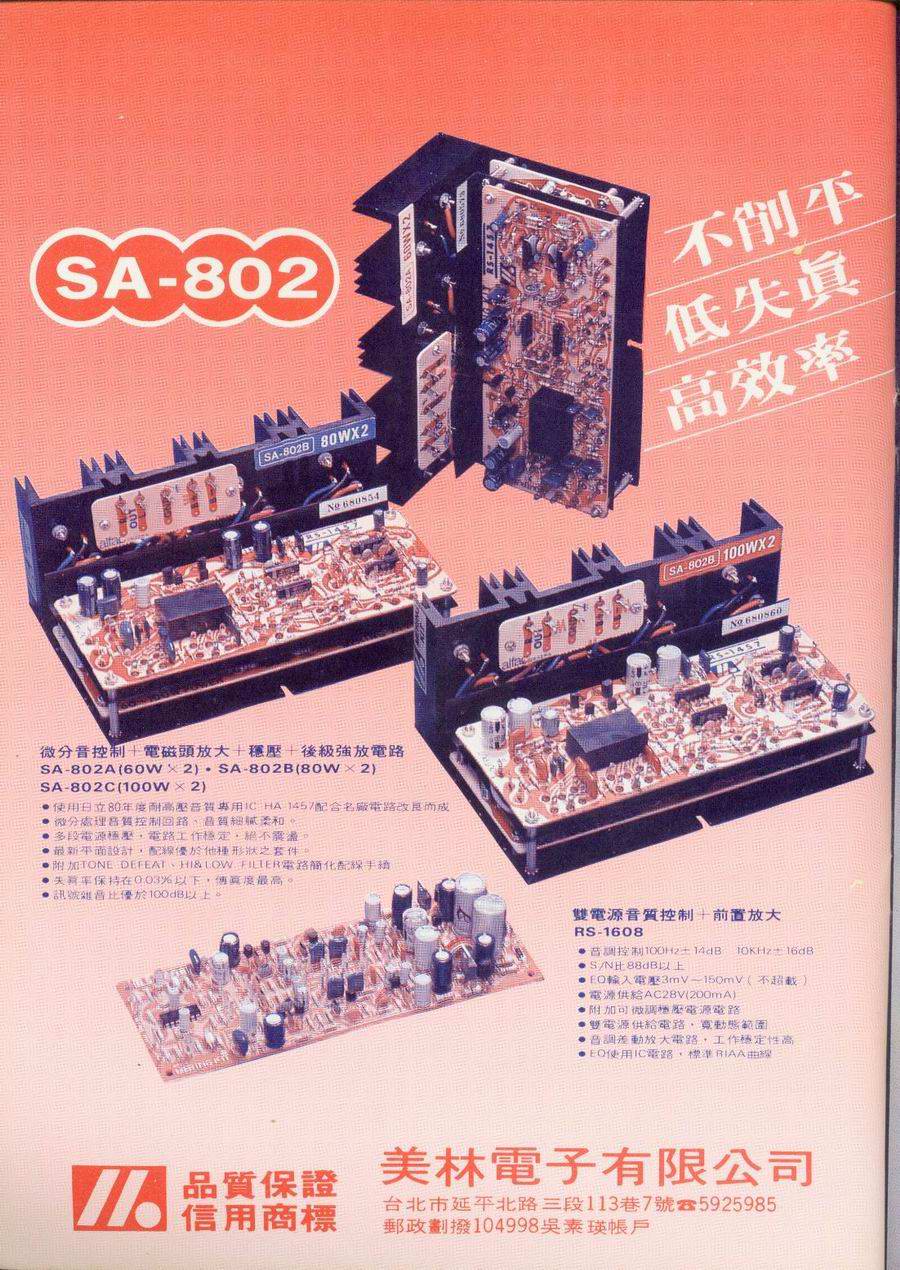 SA-802
不削平
低失眞
高效率
SA-802A 60WX2
No 680578
RS-1457
SA-802B 80WX2
OUT
alfa
No 680854
RS-1457
SA-802B 100WX2
OUT
alfa
No 680860
RS-1457
微分音控制＋電磁頭放大＋穩壓＋後級強放電路
SA-802A(60W×2)・SA-802B(80W×2)
SA-802C(100W×2)
●使用日立80年度耐高壓音質專用IC HA 1457配合名廠電路改良而成
●微分處理音質控制回路、音質細膩柔和。
●多段電源穩壓，電路工作穩定，絕不震盪。
●最新平面設計，配線優於他種形狀之套件。
●附加TONE DEFEAT、HI&LOW FILTER電路簡化配線手續
●失眞率保持在0.03%以下，傳眞度最高。
●訊號雜音比優於100dB以上。
雙電源音質控制＋前置放大
RS-1608
●音調控制100Hz±14dB 10KHz±16dB
●S/N比88dB以上
●EQ輸入電壓3mV～150mV（不超載）
●電源供給AC28V(200mA)
●附加可微調穩壓電源電路
●雙電源供給電路，寬動態範圍
●音調差動放大電路，工作穩定性高
●EQ使用IC電路，標準RIAA曲線
品質保證
信用商標
美林電子有限公司
台北市延平北路三段113巷7號☎5925985
郵政劃撥104998吳素瑛帳戶